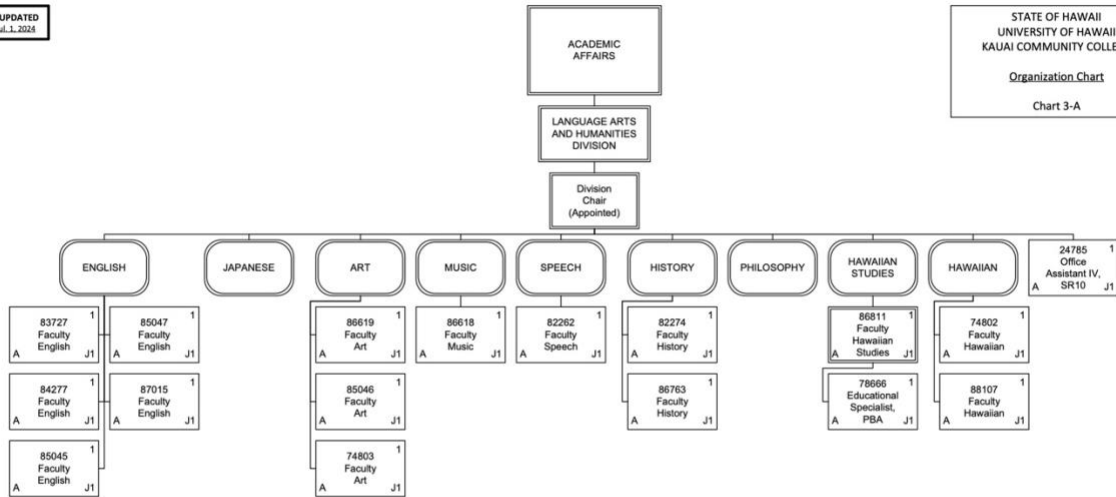 UPDATED
Jul. 1, 2024
STATE OF HAWAII
UNIVERSITY OF HAWAII
KAUAI COMMUNITY COLLE
Organization Chart
Chart 3-A
ACADEMIC
AFFAIRS
LANGUAGE ARTS
AND HUMANITIES
DIVISION
Division
Chair
(Appointed)
ENGLISH
JAPANESE
ART
MUSIC
SPEECH
HISTORY
PHILOSOPHY
HAWAIIAN
STUDIES
HAWAIIAN
24785 1
Office
Assistant IV,
SR10
A J1
83727 1
Faculty
English
A J1
85047 1
Faculty
English
A J1
84277 1
Faculty
English
A J1
87015 1
Faculty
English
A J1
85045 1
Faculty
English
A J1
86619 1
Faculty
Art
A J1
85046 1
Faculty
Art
A J1
74803 1
Faculty
Art
A J1
86618 1
Faculty
Music
A J1
82262 1
Faculty
Speech
A J1
82274 1
Faculty
History
A J1
86763 1
Faculty
History
A J1
86811 1
Faculty
Hawaiian
Studies
A J1
78666 1
Educational
Specialist,
PBA
A J1
74802 1
Faculty
Hawaiian
A J1
88107 1
Faculty
Hawaiian
A J1